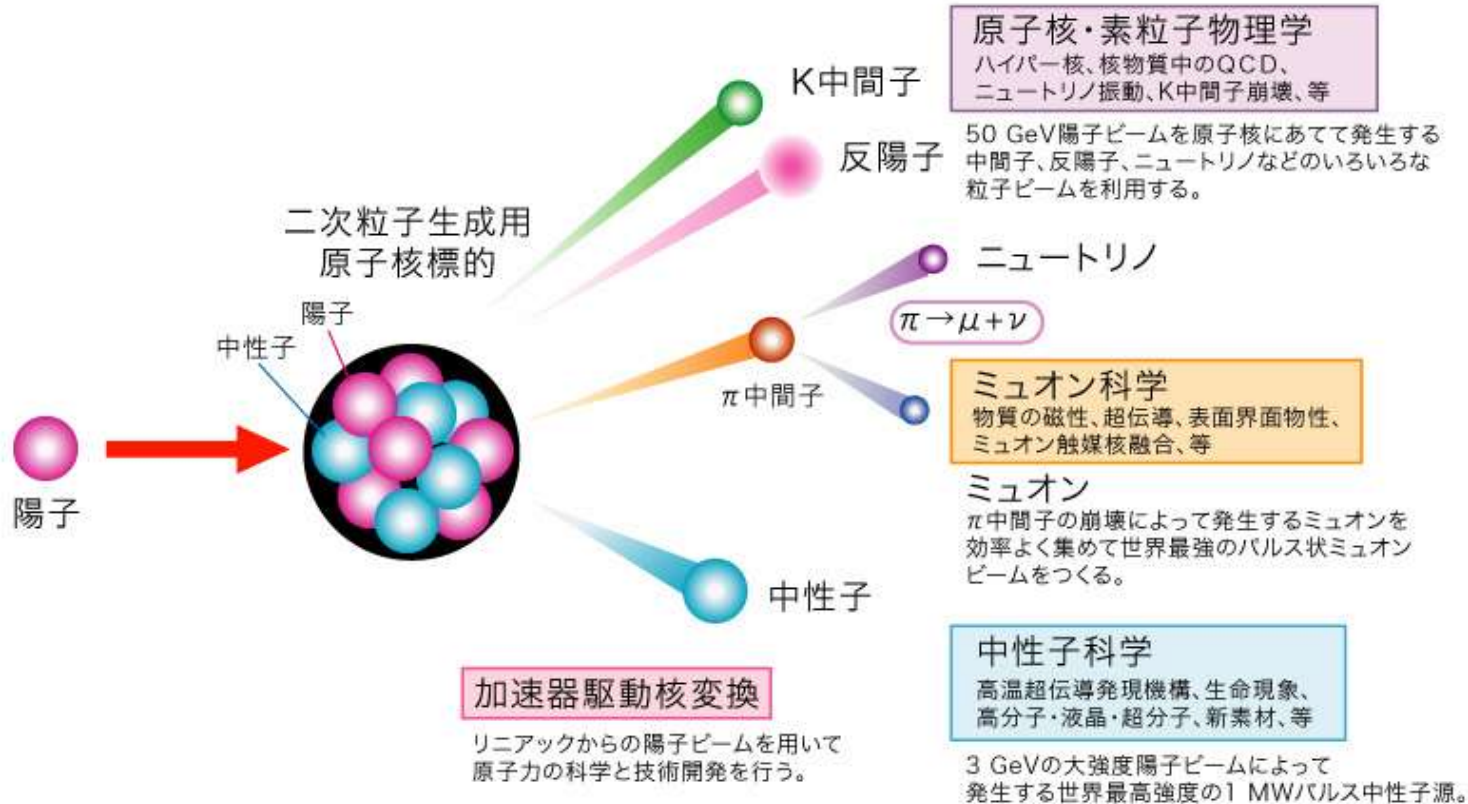 K中間子
反陽子
二次粒子生成用
原子核標的
陽子
中性子
陽子
π中間子
ニュートリノ
π→μ+ν
中性子
原子核・素粒子物理学
ハイパー核、核物質中のQCD、
ニュートリノ振動、K中間子崩壊、等
50 GeV陽子ビームを原子核にあてて発生する
中間子、反陽子、ニュートリノなどのいろいろな
粒子ビームを利用する。
ミュオン科学
物質の磁性、超伝導、表面界面物性、
ミュオン触媒核融合、等
ミュオン
π中間子の崩壊によって発生するミュオンを
効率よく集めて世界最強のパルス状ミュオン
ビームをつくる。
中性子科学
高温超伝導発現機構、生命現象、
高分子・液晶・超分子、新素材、等
3 GeVの大強度陽子ビームによって
発生する世界最高強度の1 MWパルス中性子源。
加速器駆動核変換
リニアックからの陽子ビームを用いて
原子力の科学と技術開発を行う。